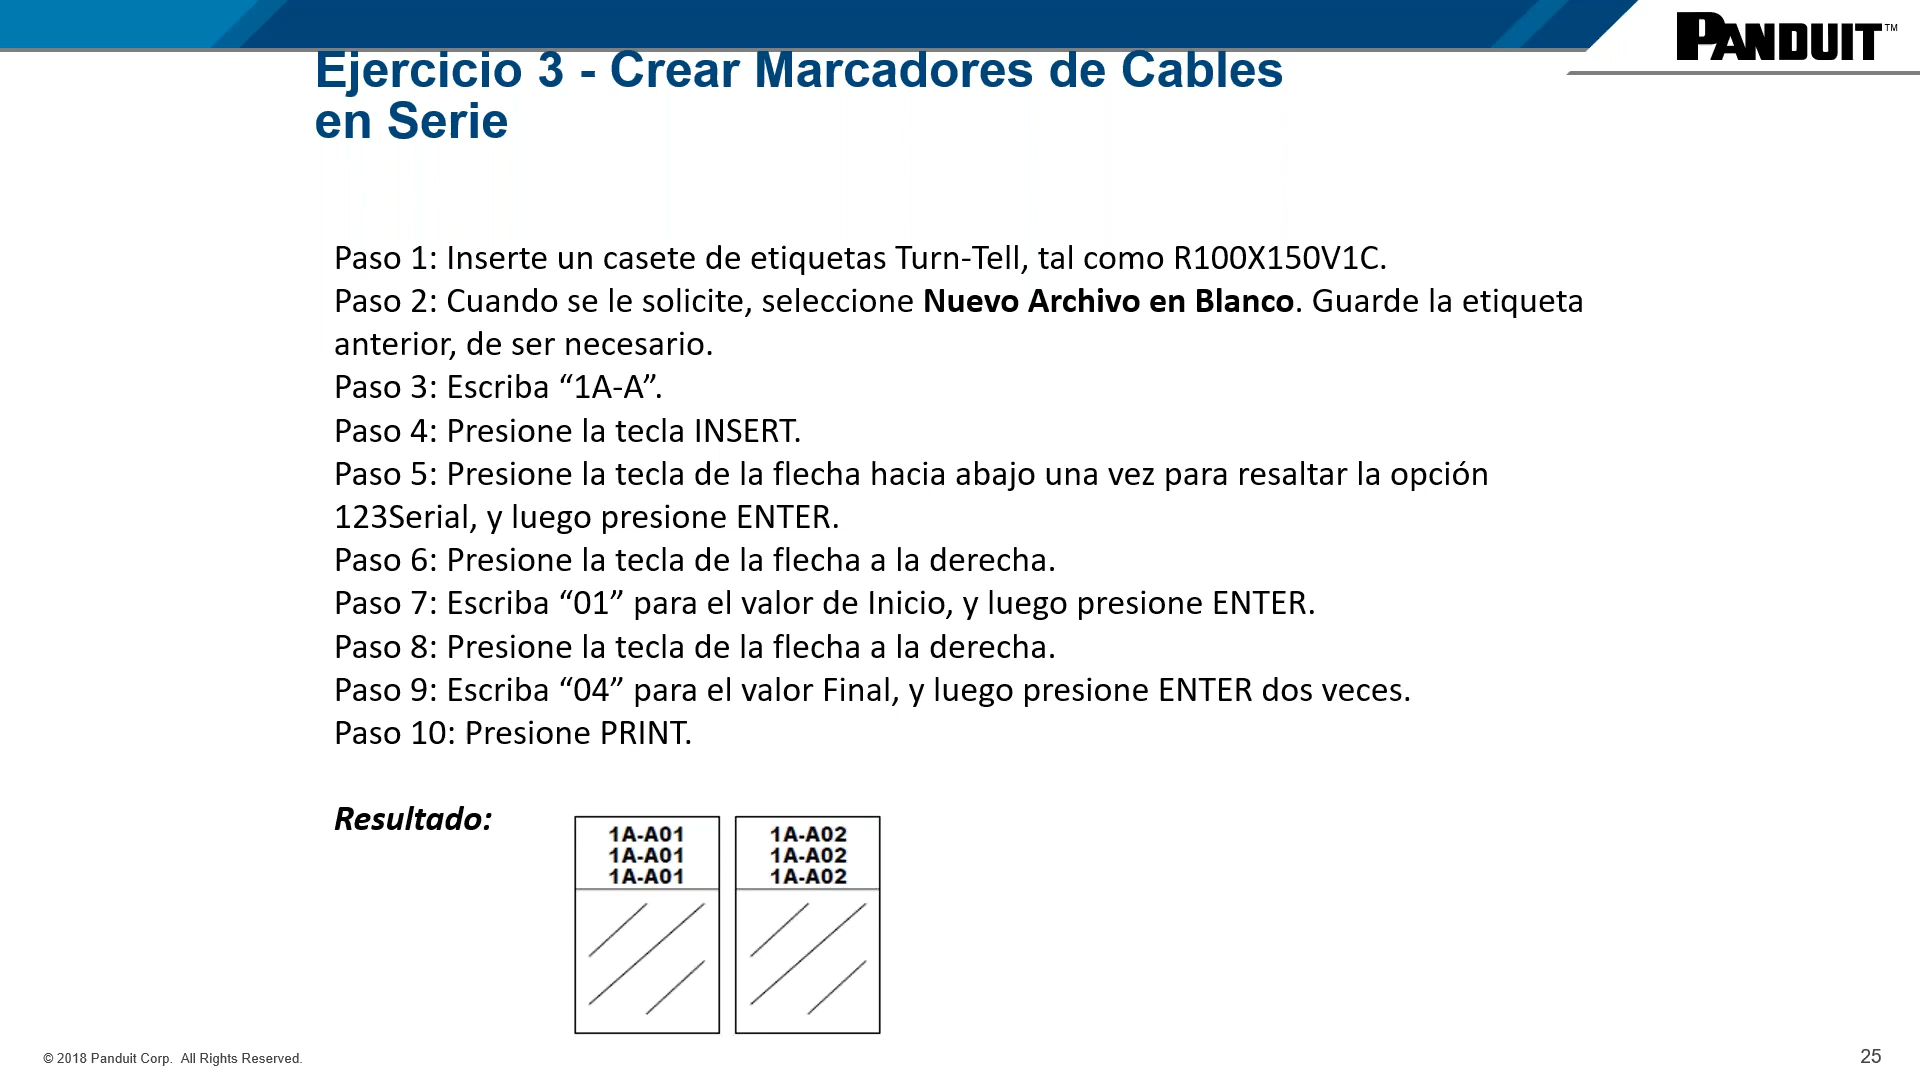 PANDUIT™
Ejercicio 3 - Crear Marcadores de Cables
en Serie
Paso 1: Inserte un casete de etiquetas Turn-Tell, tal como R100X150V1C.
Paso 2: Cuando se le solicite, seleccione Nuevo Archivo en Blanco. Guarde la etiqueta
anterior, de ser necesario.
Paso 3: Escriba “1A-A”.
Paso 4: Presione la tecla INSERT.
Paso 5: Presione la tecla de la flecha hacia abajo una vez para resaltar la opción
123Serial, y luego presione ENTER.
Paso 6: Presione la tecla de la flecha a la derecha.
Paso 7: Escriba “01” para el valor de Inicio, y luego presione ENTER.
Paso 8: Presione la tecla de la flecha a la derecha.
Paso 9: Escriba “04” para el valor Final, y luego presione ENTER dos veces.
Paso 10: Presione PRINT.
Resultado:
1A-A01
1A-A01
1A-A01
1A-A02
1A-A02
1A-A02
© 2018 Panduit Corp. All Rights Reserved.
25